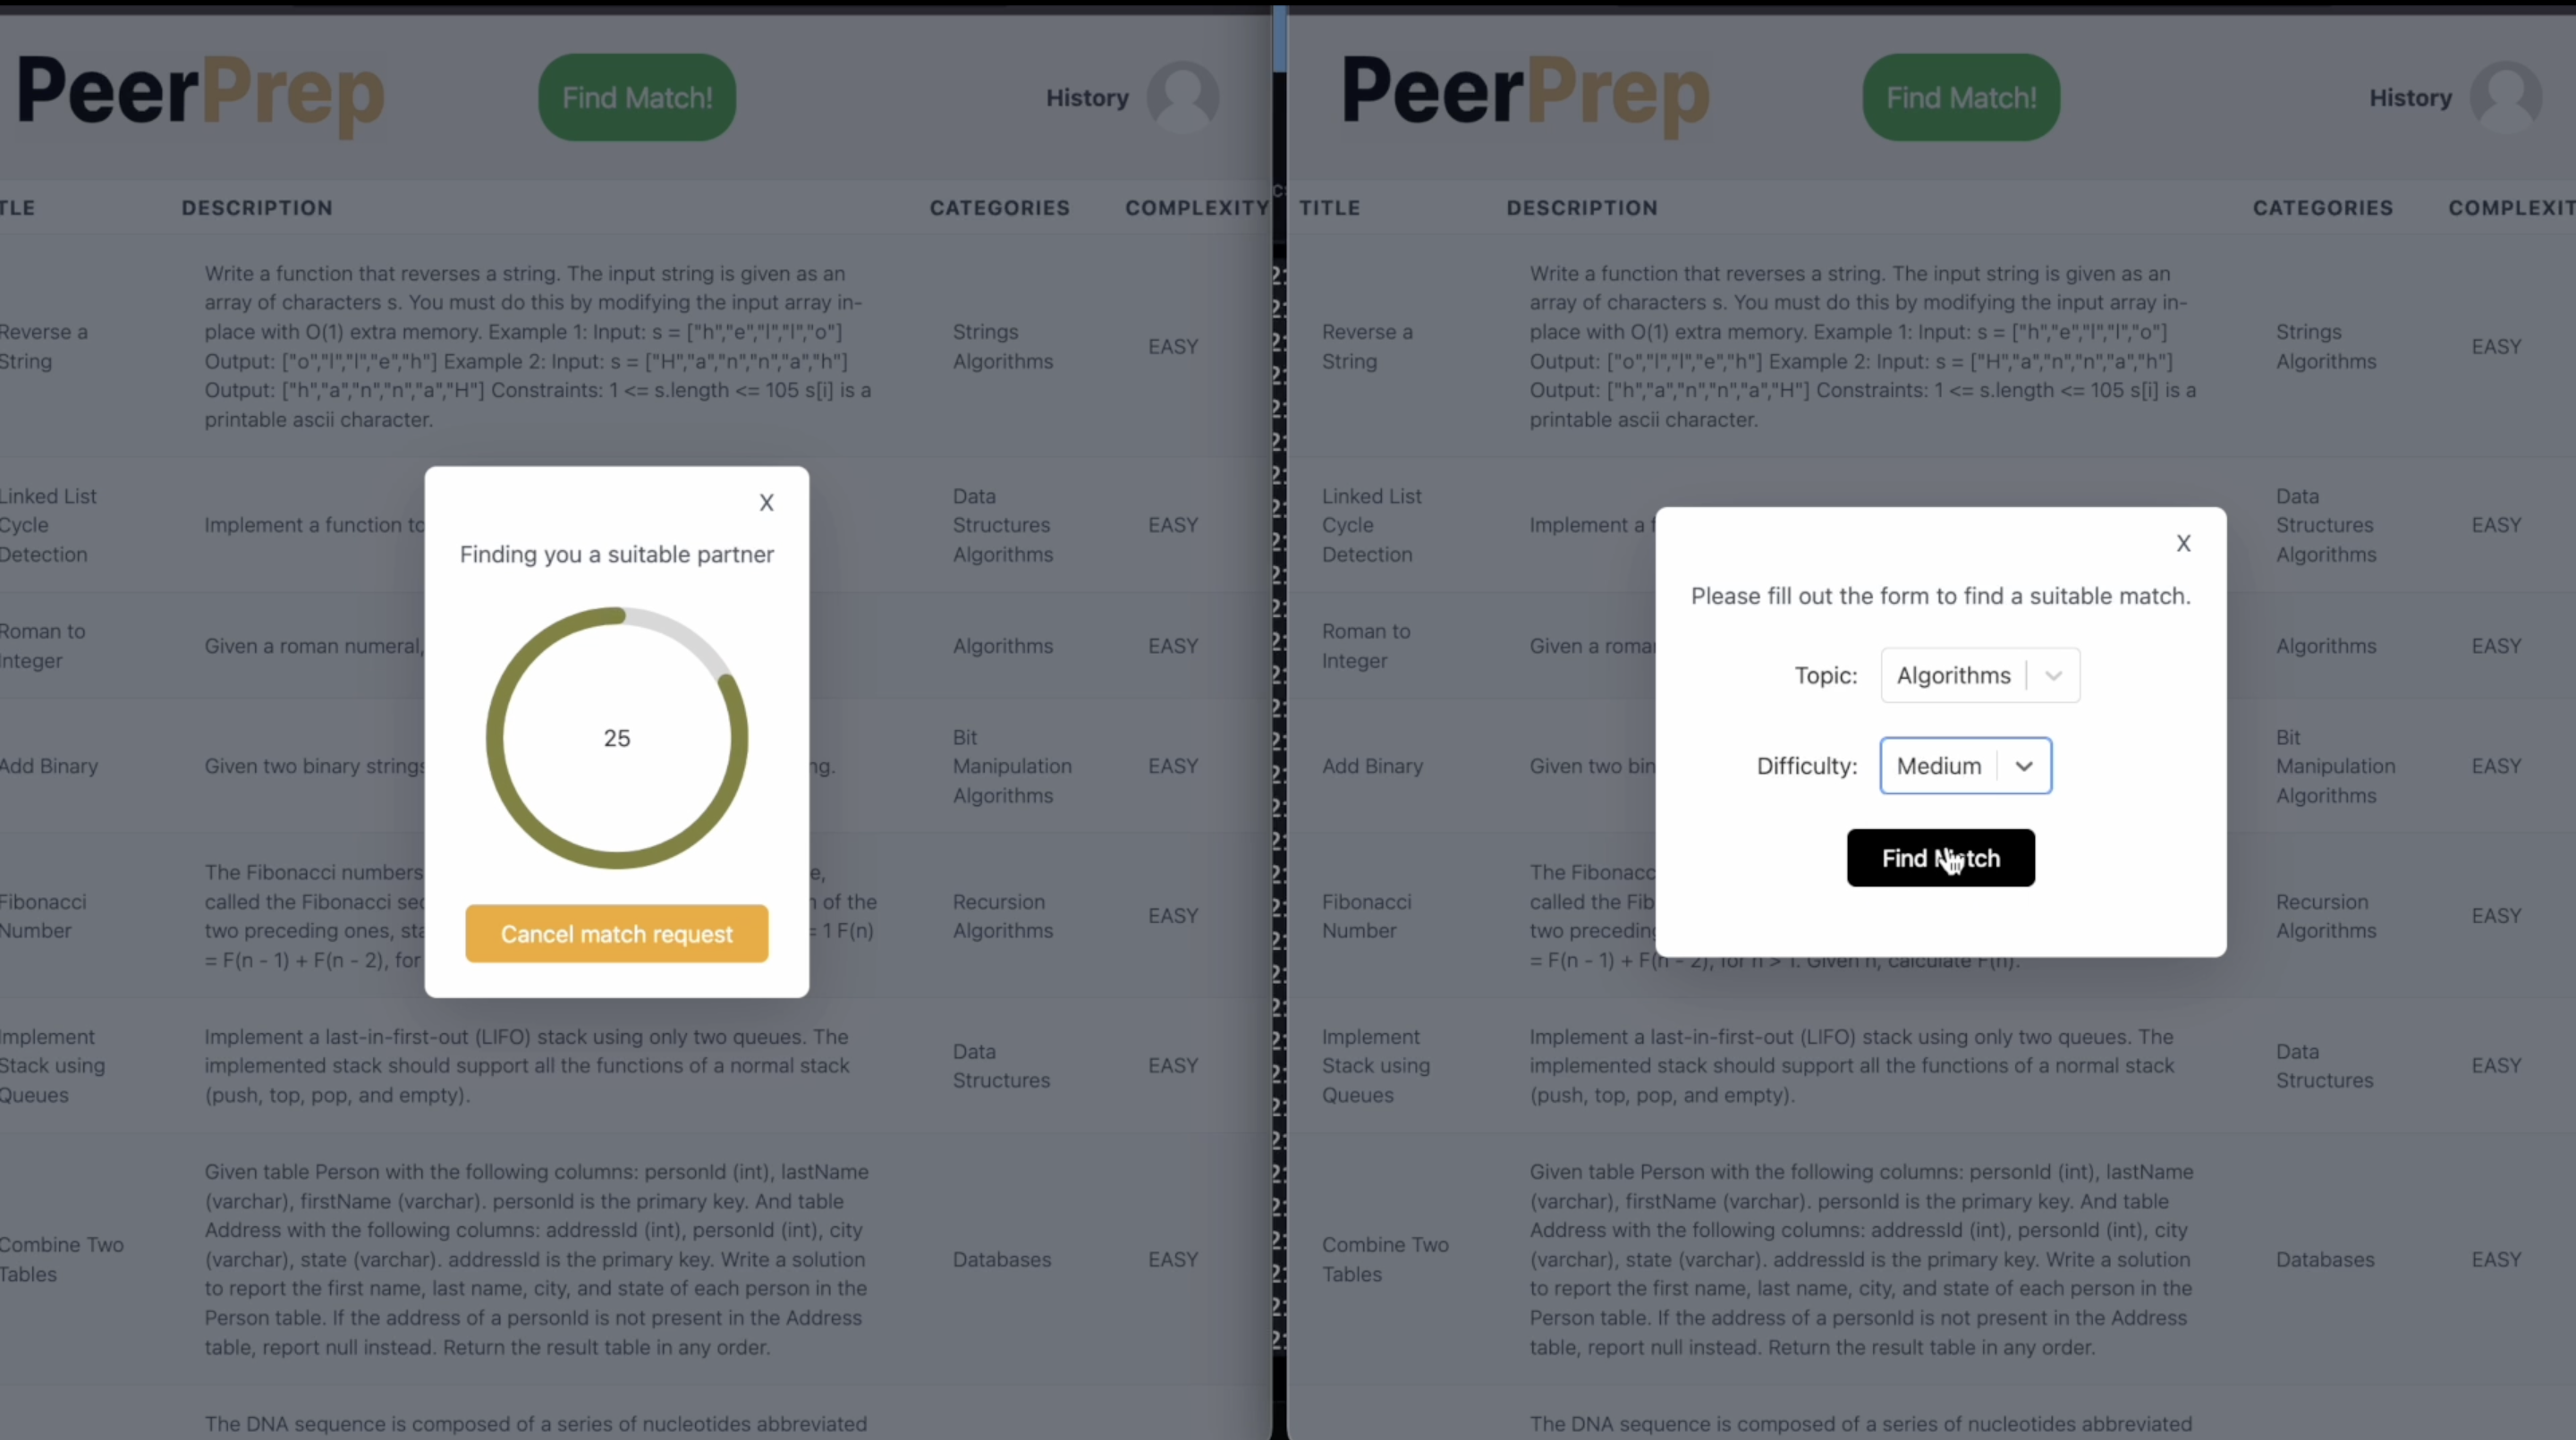 PeerPrep
Find Match!
History
TLE
DESCRIPTION
CATEGORIES
COMPLEXITY
Reverse a
String
Write a function that reverses a string. The input string is given as an
array of characters s. You must do this by modifying the input array in-
place with O(1) extra memory. Example 1: Input: s = ["h","e","l","l","o"]
Output: ["o","l","l","e","h"] Example 2: Input: s = ["H","a","n","n","a","h"]
Output: ["h","a","n","n","a","H"] Constraints: 1 <= s.length <= 105 s[i] is a
printable ascii character.
Strings
Algorithms
EASY
Linked List
Cycle
Detection
Implement a function to
Data
Structures
Algorithms
EASY
Roman to
Integer
Given a roman numeral,
Algorithms
EASY
Add Binary
Given two binary strings
ng.
Bit
Manipulation
Algorithms
EASY
Fibonacci
Number
The Fibonacci numbers
e,
called the Fibonacci sec
n of the
two preceding ones, sta
= 1 F(n)
= F(n - 1) + F(n - 2), for
Recursion
Algorithms
EASY
Implement
Stack using
Queues
Implement a last-in-first-out (LIFO) stack using only two queues. The
implemented stack should support all the functions of a normal stack
(push, top, pop, and empty).
Data
Structures
EASY
Combine Two
Tables
Given table Person with the following columns: personId (int), lastName
(varchar), firstName (varchar). personId is the primary key. And table
Address with the following columns: addressId (int), personId (int), city
(varchar), state (varchar). addressId is the primary key. Write a solution
to report the first name, last name, city, and state of each person in the
Person table. If the address of a personId is not present in the Address
table, report null instead. Return the result table in any order.
Databases
EASY
The DNA sequence is composed of a series of nucleotides abbreviated
X
Finding you a suitable partner
25
Cancel match request
PeerPrep
Find Match!
History
TITLE
DESCRIPTION
CATEGORIES
COMPLEXIT
Reverse a
String
Write a function that reverses a string. The input string is given as an
array of characters s. You must do this by modifying the input array in-
place with O(1) extra memory. Example 1: Input: s = ["h","e","l","l","o"]
Output: ["o","l","l","e","h"] Example 2: Input: s = ["H","a","n","n","a","h"]
Output: ["h","a","n","n","a","H"] Constraints: 1 <= s.length <= 105 s[i] is a
printable ascii character.
Strings
Algorithms
EASY
Linked List
Cycle
Detection
Implement a f
Data
Structures
Algorithms
EASY
Roman to
Integer
Given a roma
Algorithms
EASY
Add Binary
Given two bin
Bit
Manipulation
Algorithms
EASY
Fibonacci
Number
The Fibonacc
called the Fib
two preceding
= F(n - 1) + F(n - 2), for n > 1. Given n, calculate F(n).
Recursion
Algorithms
EASY
Implement
Stack using
Queues
Implement a last-in-first-out (LIFO) stack using only two queues. The
implemented stack should support all the functions of a normal stack
(push, top, pop, and empty).
Data
Structures
EASY
Combine Two
Tables
Given table Person with the following columns: personId (int), lastName
(varchar), firstName (varchar). personId is the primary key. And table
Address with the following columns: addressId (int), personId (int), city
(varchar), state (varchar). addressId is the primary key. Write a solution
to report the first name, last name, city, and state of each person in the
Person table. If the address of a personId is not present in the Address
table, report null instead. Return the result table in any order.
Databases
EASY
The DNA sequence is composed of a series of nucleotides abbreviated
X
Please fill out the form to find a suitable match.
Topic: Algorithms
Difficulty: Medium
Find Match